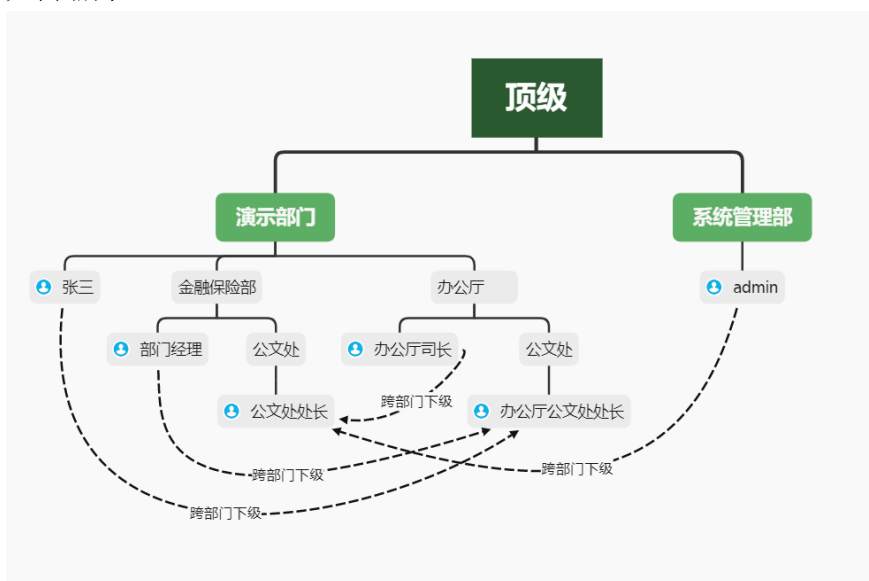 顶级
演示部门
系统管理部
张三
金融保险部
办公厅
admin
部门经理
公文处
办公厅司长
公文处
公文处处长
跨部门下级
办公厅公文处处长
跨部门下级
跨部门下级
跨部门下级